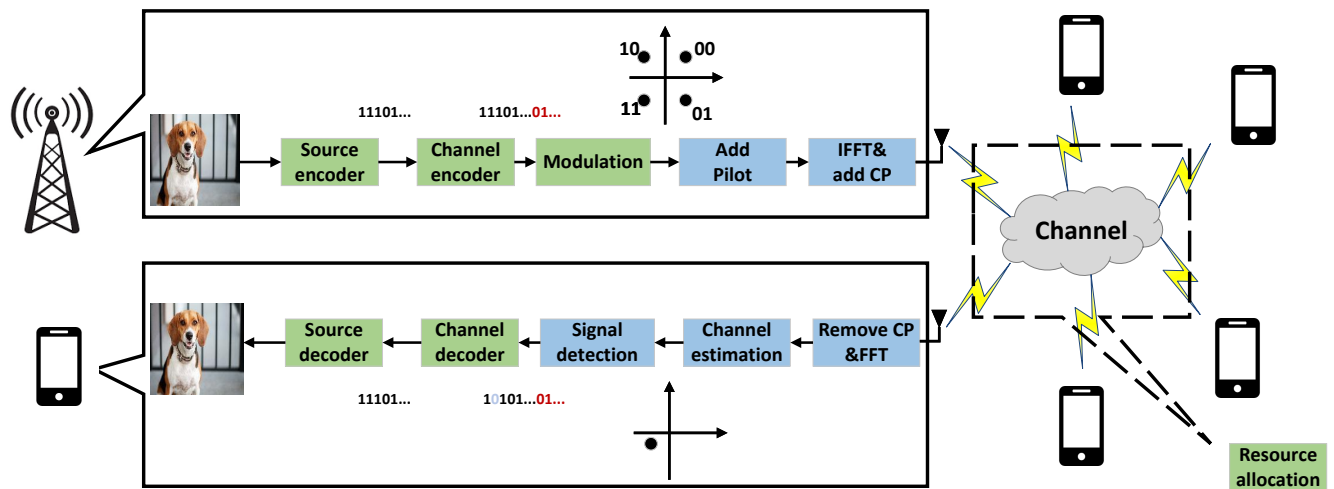 10
00
11
01
11101...
11101...01...
Source
encoder
Channel
encoder
Modulation
Add
Pilot
IFFT&
add CP
Channel
Source
decoder
Channel
decoder
Signal
detection
Channel
estimation
Remove CP
&FFT
11101...
10101...01...
Resource
allocation